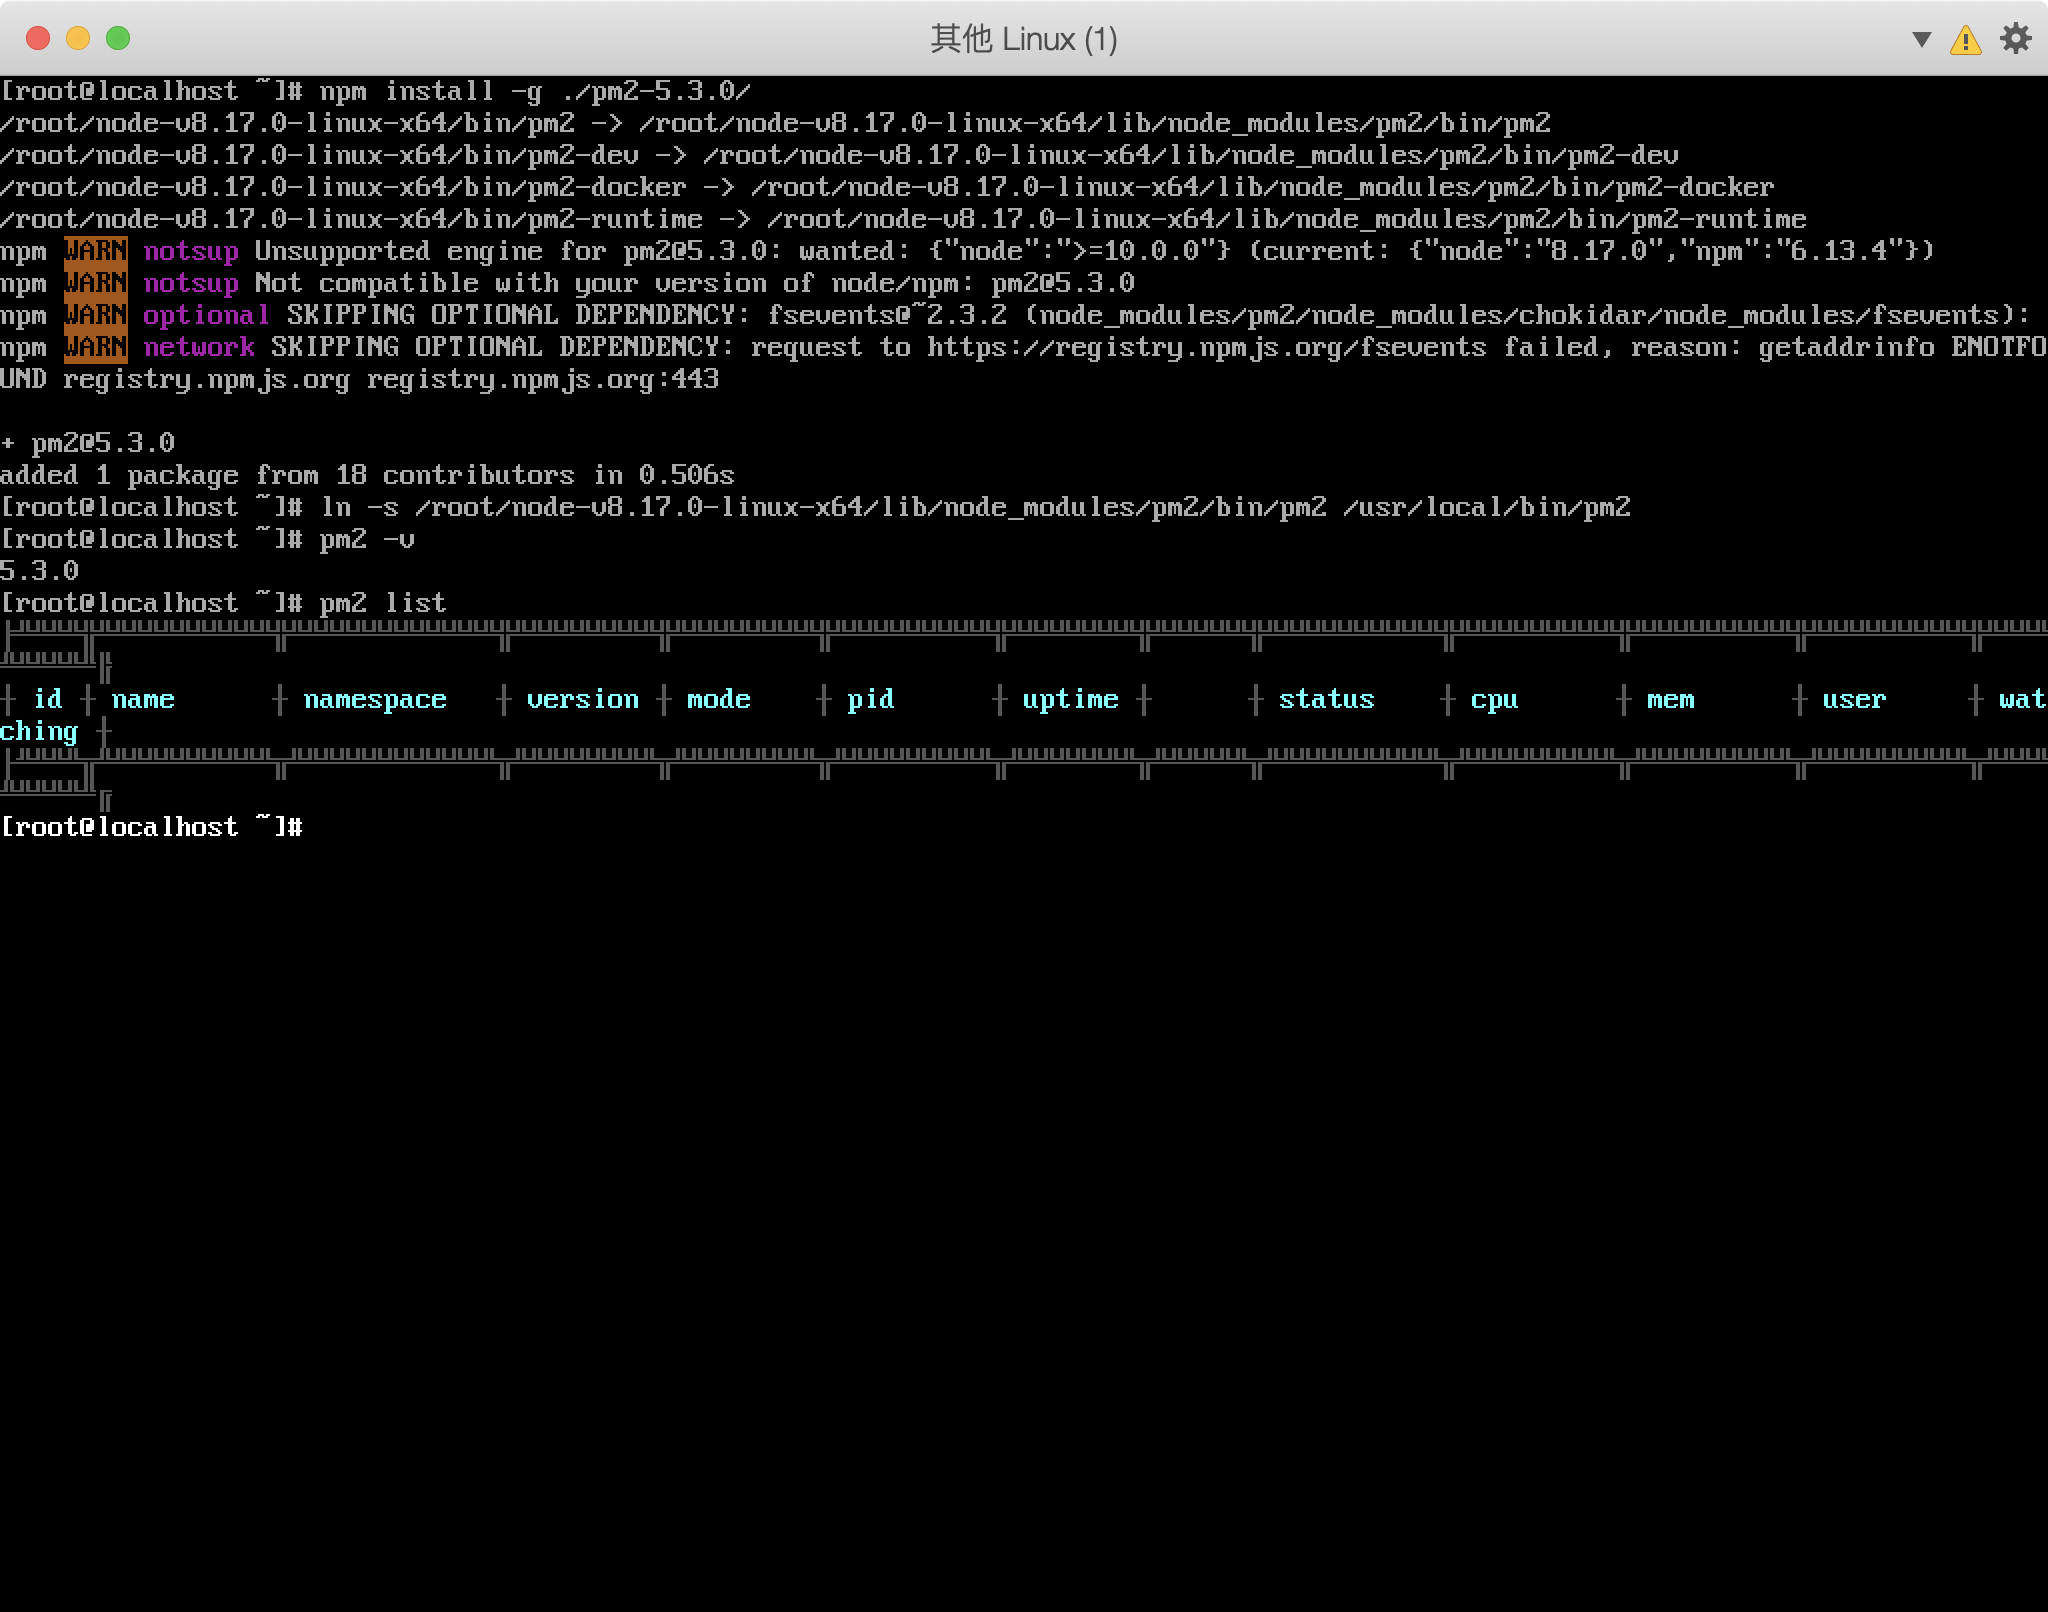 其他 Linux (1)
[root@localhost ~]# npm install -g ./pm2-5.3.0/
/root/node-v8.17.0-linux-x64/bin/pm2 -> /root/node-v8.17.0-linux-x64/lib/node_modules/pm2/bin/pm2
/root/node-v8.17.0-linux-x64/bin/pm2-dev -> /root/node-v8.17.0-linux-x64/lib/node_modules/pm2/bin/pm2-dev
/root/node-v8.17.0-linux-x64/bin/pm2-docker -> /root/node-v8.17.0-linux-x64/lib/node_modules/pm2/bin/pm2-docker
/root/node-v8.17.0-linux-x64/bin/pm2-runtime -> /root/node-v8.17.0-linux-x64/lib/node_modules/pm2/bin/pm2-runtime
npm WARN notsup Unsupported engine for pm2@5.3.0: wanted: {"node":">=10.0.0"} (current: {"node":"8.17.0","npm":"6.13.4"})
npm WARN notsup Not compatible with your version of node/npm: pm2@5.3.0
npm WARN optional SKIPPING OPTIONAL DEPENDENCY: fsevents@~2.3.2 (node_modules/pm2/node_modules/chokidar/node_modules/fsevents):
npm WARN network SKIPPING OPTIONAL DEPENDENCY: request to https://registry.npmjs.org/fsevents failed, reason: getaddrinfo ENOTFO
UND registry.npmjs.org registry.npmjs.org:443
+ pm2@5.3.0
added 1 package from 18 contributors in 0.506s
[root@localhost ~]# ln -s /root/node-v8.17.0-linux-x64/lib/node_modules/pm2/bin/pm2 /usr/local/bin/pm2
[root@localhost ~]# pm2 -v
5.3.0
[root@localhost ~]# pm2 list
id name namespace version mode pid uptime status cpu mem user wat
ching
[root@localhost ~]#